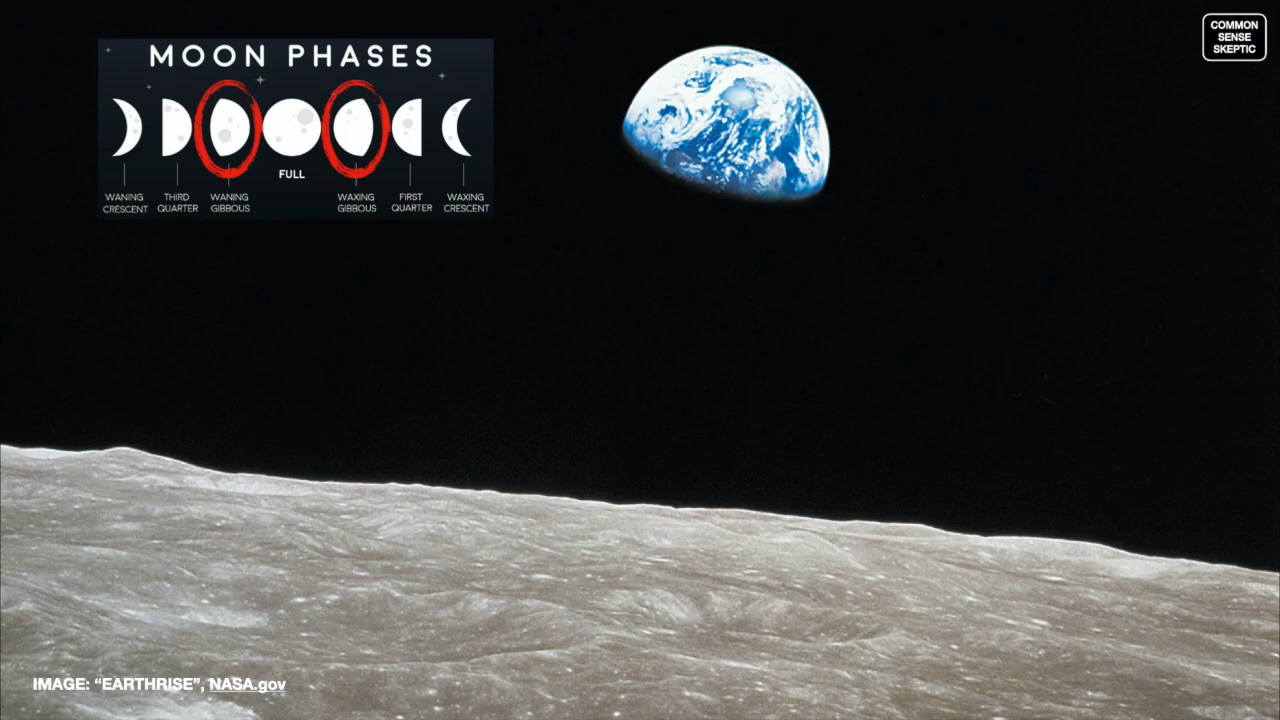 COMMON
SENSE
SKEPTIC
MOON PHASES
FULL
WANING
CRESCENT
THIRD
QUARTER
WANING
GIBBOUS
WAXING
GIBBOUS
FIRST
QUARTER
WAXING
CRESCENT
IMAGE: “EARTHRISE”, NASA.gov